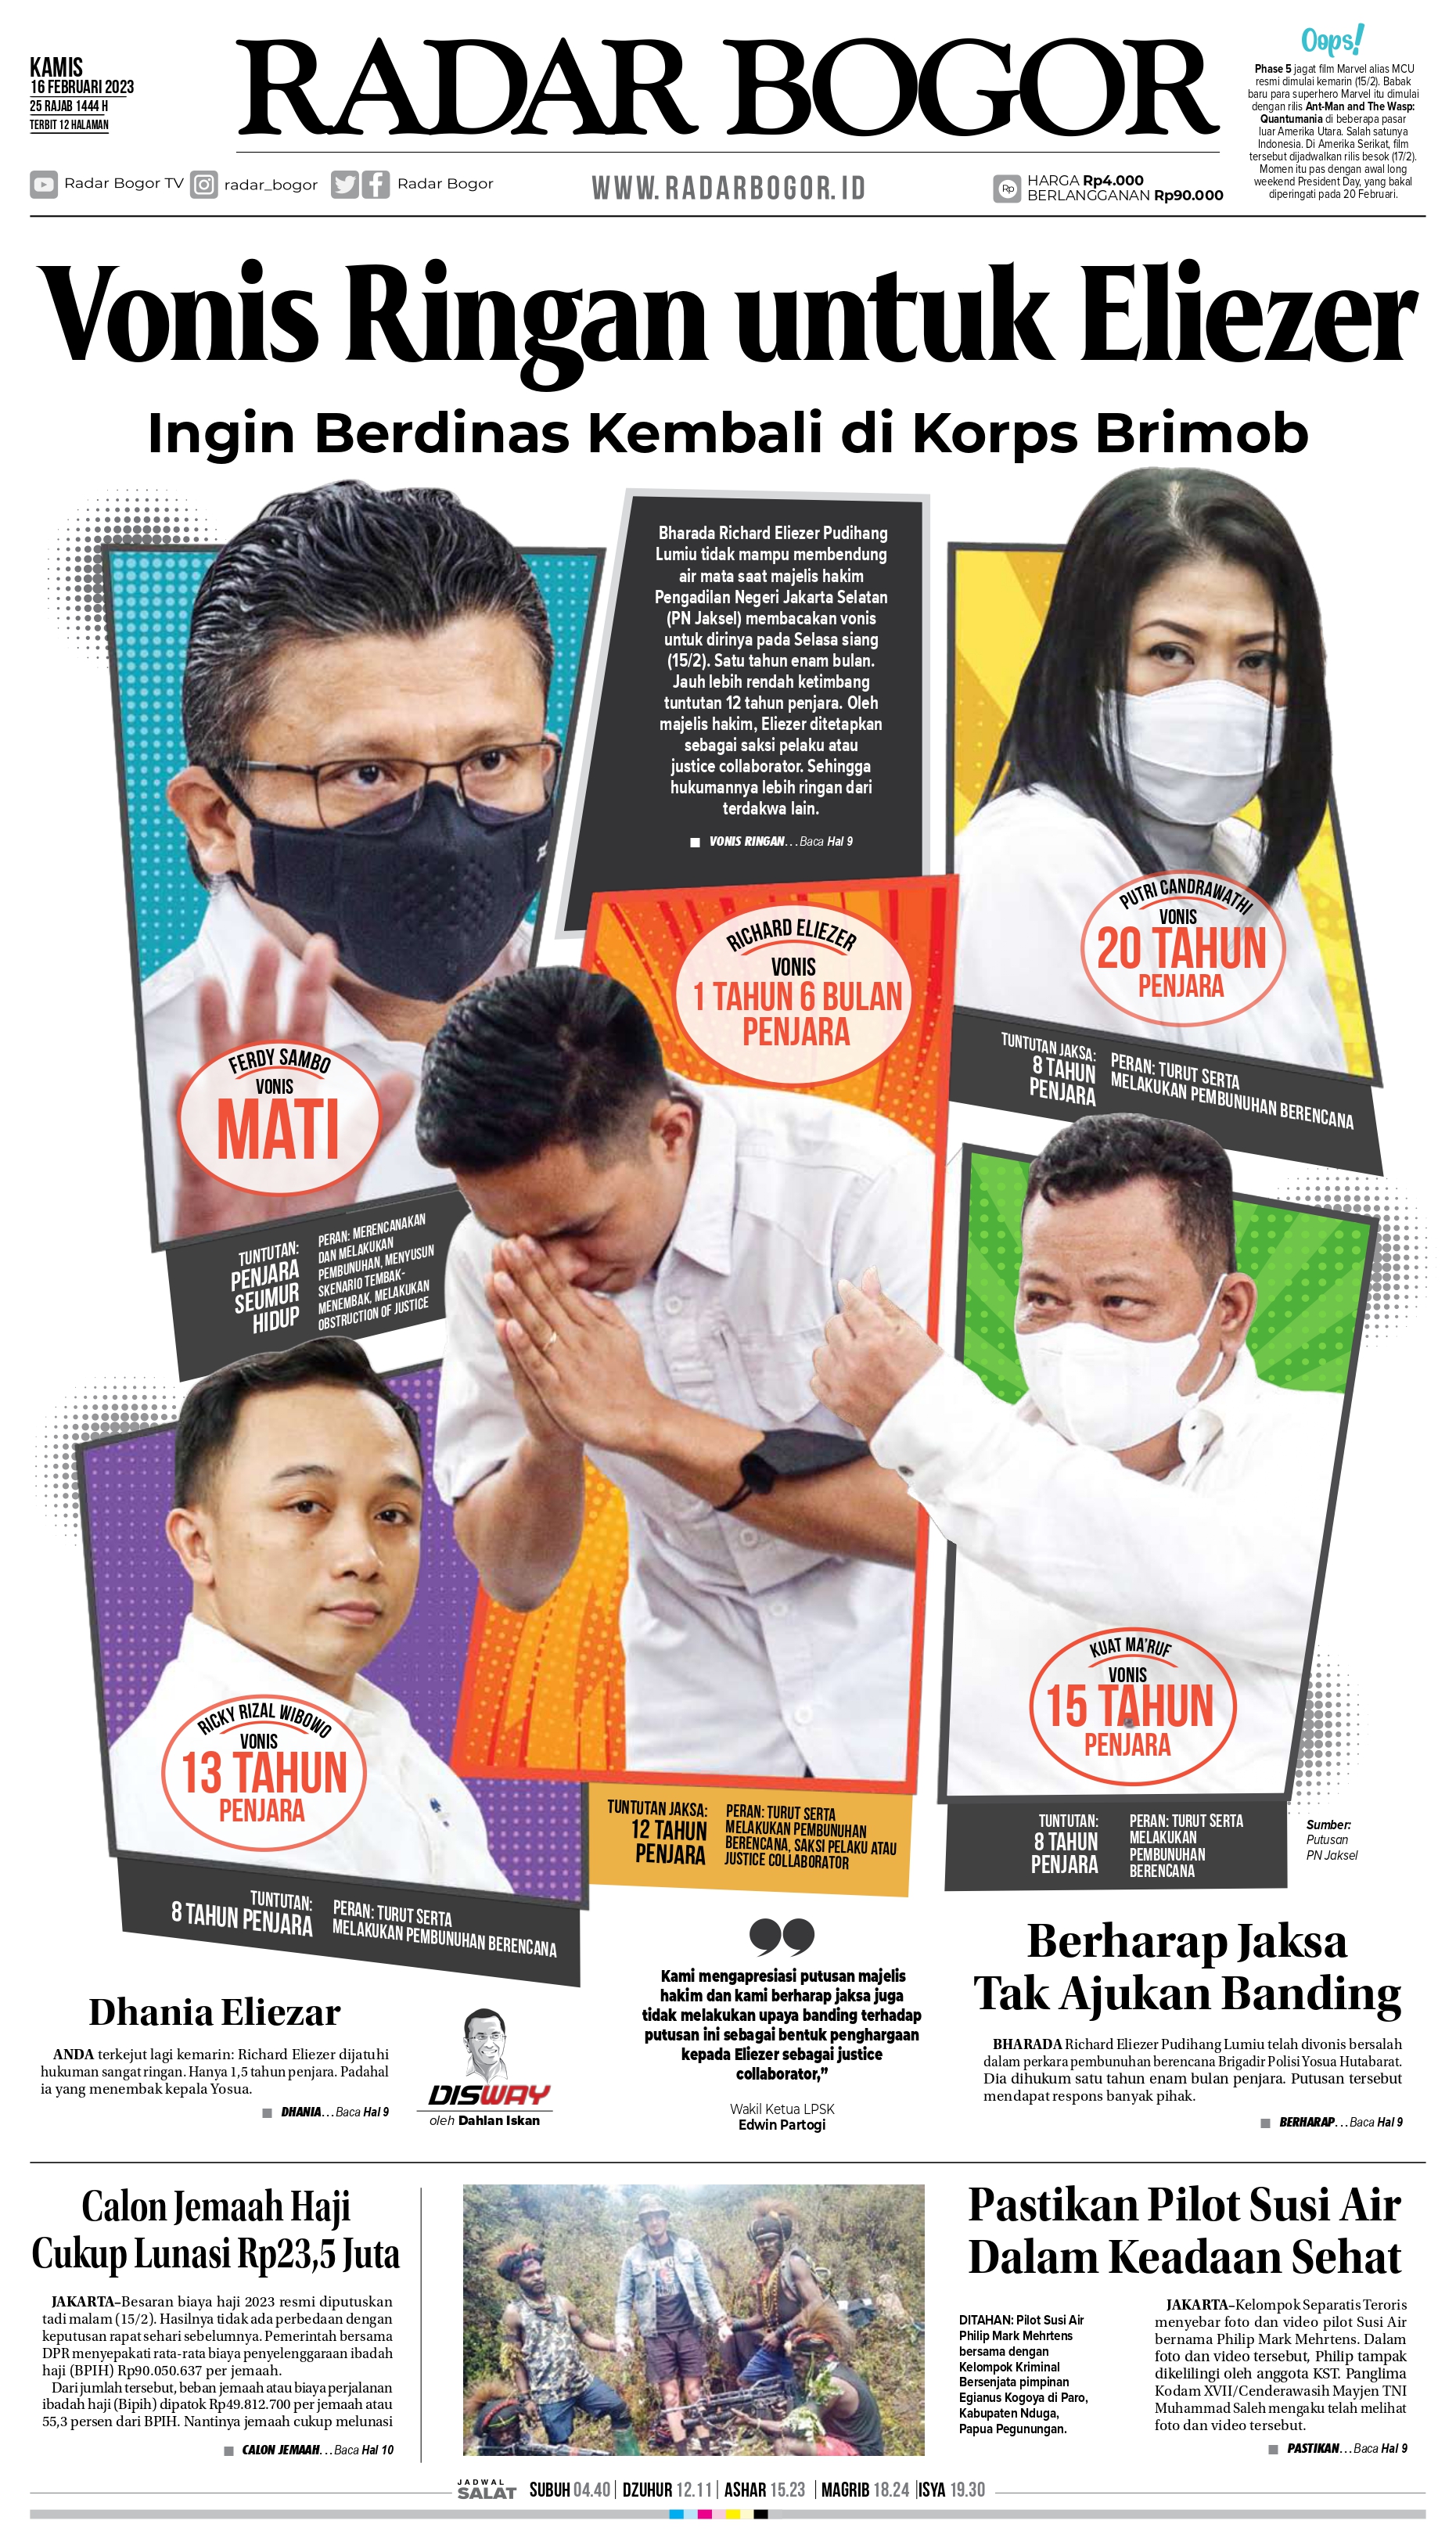 KAMIS
16 FEBRUARI 2023
25 RAJAB 1444 H
TERBIT 12 HALAMAN
RADAR BOGOR
Radar Bogor TV
radar_bogor
Radar Bogor
WWW.RADARBOGOR.ID
Rp
HARGA Rp4.000
BERLANGGANAN Rp90.000
Oops!
Phase 5 jagat film Marvel alias MCU
resmi dimulai kemarin (15/2). Babak
baru para superhero Marvel itu dimulai
dengan rilis Ant-Man and The Wasp:
Quantumania di beberapa pasar
luar Amerika Utara. Salah satunya
Indonesia. Di Amerika Serikat, film
tersebut dijadwalkan rilis besok (17/2).
Momen itu pas dengan awal long
weekend President Day, yang bakal
diperingati pada 20 Februari.
Vonis Ringan untuk Eliezer
Ingin Berdinas Kembali di Korps Brimob
Bharada Richard Eliezer Pudihang
Lumiu tidak mampu membendung
air mata saat majelis hakim
Pengadilan Negeri Jakarta Selatan
(PN Jaksel) membacakan vonis
untuk dirinya pada Selasa siang
(15/2). Satu tahun enam bulan.
Jauh lebih rendah ketimbang
tuntutan 12 tahun penjara. Oleh
majelis hakim, Eliezer ditetapkan
sebagai saksi pelaku atau
justice collaborator. Sehingga
hukumannya lebih ringan dari
terdakwa lain.
VONIS RINGAN...Baca Hal 9
FERDY SAMBO
VONIS
MATI
TUNTUTAN:
PENJARA
SEUMUR
HIDUP
PERAN: MERENCANAKAN
DAN MELAKUKAN
PEMBUNUHAN, MENYUSUN
SKENARIO TEMBAK-
MENEMBAK, MELAKUKAN
OBSTRUCTION OF JUSTICE
RICHARD ELIEZER
VONIS
1 TAHUN 6 BULAN
PENJARA
TUNTUTAN JAKSA:
12 TAHUN
PENJARA
PERAN: TURUT SERTA
MELAKUKAN PEMBUNUHAN
BERENCANA, SAKSI PELAKU ATAU
JUSTICE COLLABORATOR
PUTRI CANDRAWATHI
VONIS
20 TAHUN
PENJARA
TUNTUTAN JAKSA:
8 TAHUN
PENJARA
PERAN: TURUT SERTA
MELAKUKAN PEMBUNUHAN BERENCANA
RICKY RIZAL WIBOWO
VONIS
13 TAHUN
PENJARA
TUNTUTAN:
8 TAHUN PENJARA
PERAN: TURUT SERTA
MELAKUKAN PEMBUNUHAN BERENCANA
KUAT MA'RUF
VONIS
15 TAHUN
PENJARA
TUNTUTAN:
8 TAHUN
PENJARA
PERAN: TURUT SERTA
MELAKUKAN
PEMBUNUHAN
BERENCANA
Sumber:
Putusan
PN Jaksel
Dhania Eliezar
ANDA terkejut lagi kemarin: Richard Eliezer dijatuhi
hukuman sangat ringan. Hanya 1,5 tahun penjara. Padahal
ia yang menembak kepala Yosua.
DHANIA...Baca Hal 9
DISWAY
oleh Dahlan Iskan
Kami mengapresiasi putusan majelis
hakim dan kami berharap jaksa juga
tidak melakukan upaya banding terhadap
putusan ini sebagai bentuk penghargaan
kepada Eliezer sebagai justice
collaborator,”
Wakil Ketua LPSK
Edwin Partogi
Berharap Jaksa
Tak Ajukan Banding
BHARADA Richard Eliezer Pudihang Lumiu telah divonis bersalah
dalam perkara pembunuhan berencana Brigadir Polisi Yosua Hutabarat.
Dia dihukum satu tahun enam bulan penjara. Putusan tersebut
mendapat respons banyak pihak.
BERHARAP...Baca Hal 9
Calon Jemaah Haji
Cukup Lunasi Rp23,5 Juta
JAKARTA–Besaran biaya haji 2023 resmi diputuskan
tadi malam (15/2). Hasilnya tidak ada perbedaan dengan
keputusan rapat sehari sebelumnya. Pemerintah bersama
DPR menyepakati rata-rata biaya penyelenggaraan ibadah
haji (BPIH) Rp90.050.637 per jemaah.
Dari jumlah tersebut, beban jemaah atau biaya perjalanan
ibadah haji (Bipih) dipatok Rp49.812.700 per jemaah atau
55,3 persen dari BPIH. Nantinya jemaah cukup melunasi
CALON JEMAAH...Baca Hal 10
DITAHAN: Pilot Susi Air
Philip Mark Mehrtens
bersama dengan
Kelompok Kriminal
Bersenjata pimpinan
Egianus Kogoya di Paro,
Kabupaten Nduga,
Papua Pegunungan.
Pastikan Pilot Susi Air
Dalam Keadaan Sehat
JAKARTA–Kelompok Separatis Teroris
menyebar foto dan video pilot Susi Air
bernama Philip Mark Mehrtens. Dalam
foto dan video tersebut, Philip tampak
dikelilingi oleh anggota KST. Panglima
Kodam XVII/Cenderawasih Mayjen TNI
Muhammad Saleh mengaku telah melihat
foto dan video tersebut.
PASTIKAN...Baca Hal 9
JADWAL
SALAT
SUBUH 04.40 | DZUHUR 12.11 | ASHAR 15.23 | MAGRIB 18.24 | ISYA 19.30